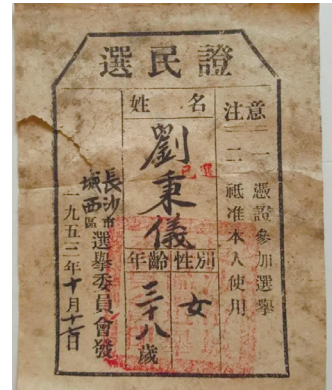 選民證
注意
一 憑證參加選舉
二 祗准本人使用
姓名
劉秉儀
已選
性別
女
年齡
三十八歲
長沙市
城西區
選舉委員會發
一九五三年十月十七日